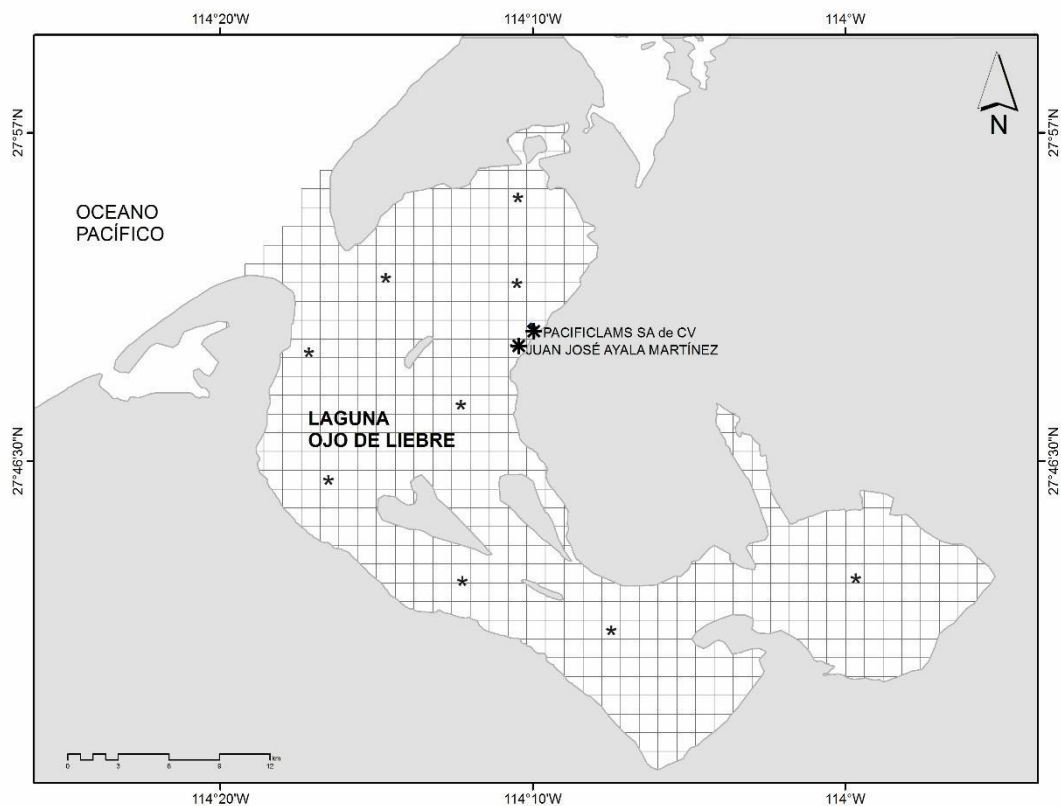 114°20'W
114°10'W
114°W
27°57'N
27°57'N
N
OCEANO
PACÍFICO
PACIFICLAMS SA de CV
JUAN JOSÉ AYALA MARTÍNEZ
LAGUNA
OJO DE LIEBRE
27°46'30"N
27°46'30"N
0 3 6 9 12
km
114°20'W
114°10'W
114°W